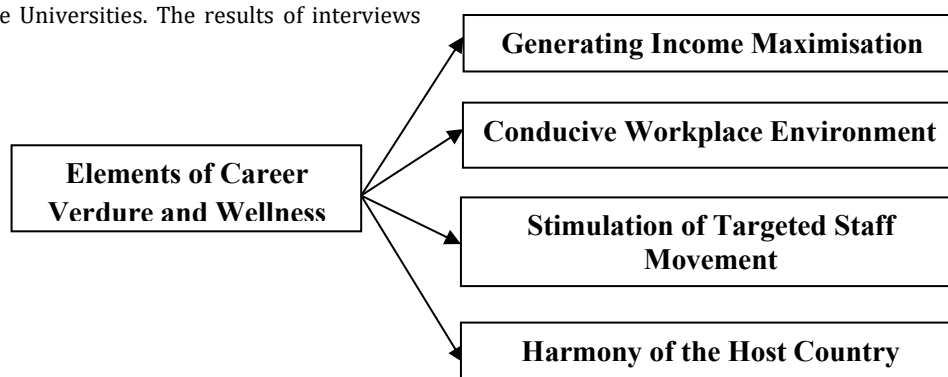 e Universities. The results of interviews
Generating Income Maximisation
Conducive Workplace Environment
Elements of Career
Verdure and Wellness
Stimulation of Targeted Staff
Movement
Harmony of the Host Country